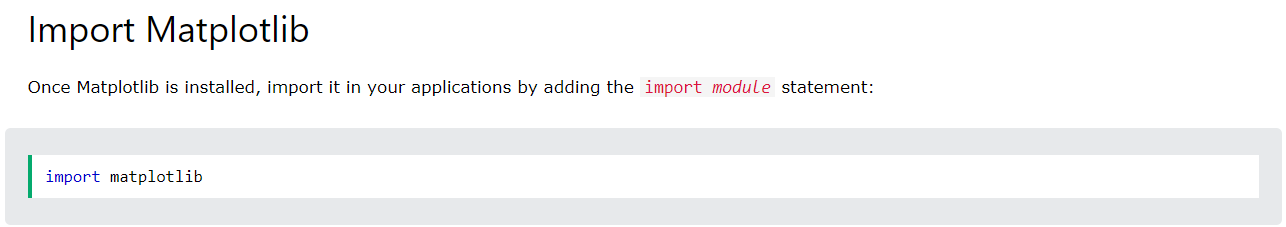 Import Matplotlib
Once Matplotlib is installed, import it in your applications by adding the import module statement:
import matplotlib